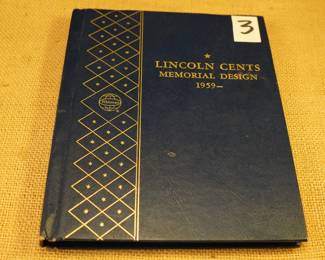 3
LINCOLN CENTS
MEMORIAL DESIGN
1959—